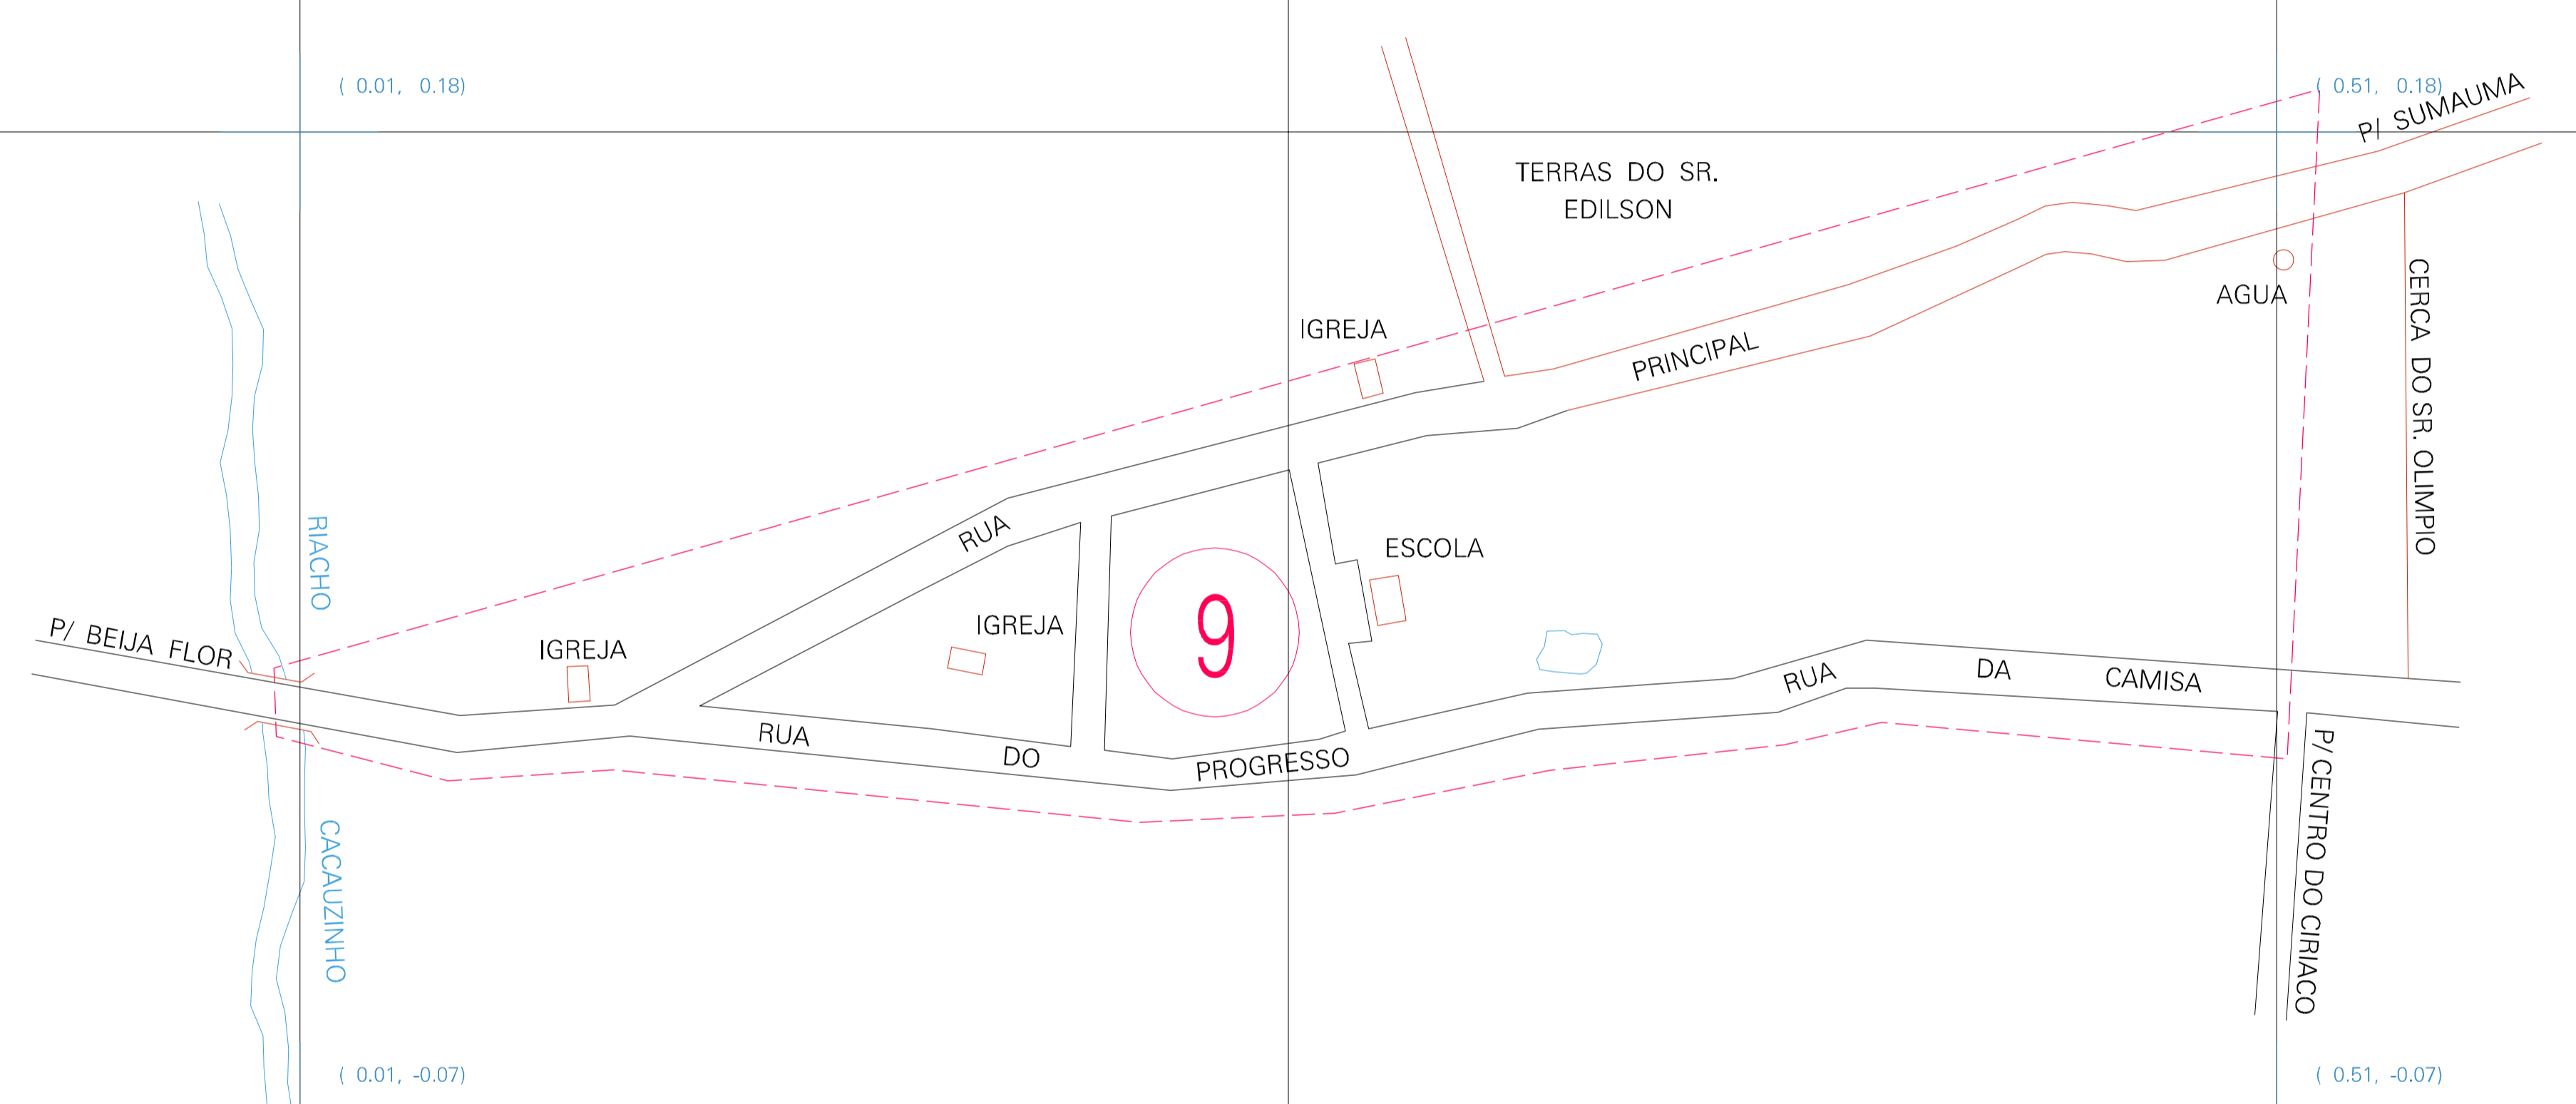 ( 0.01, 0.18)
( 0.51, 0.18)
P/ SUMAUMA
TERRAS DO SR.
EDILSON
AGUA
CERCA DO SR. OLIMPIO
IGREJA
RUA PRINCIPAL
ESCOLA
RIACHO CACAUZINHO
IGREJA
9
P/ BEIJA FLOR
IGREJA
RUA DA CAMISA
RUA DO PROGRESSO
P/ CENTRO DO CIRIACO
( 0.01, -0.07)
( 0.51, -0.07)